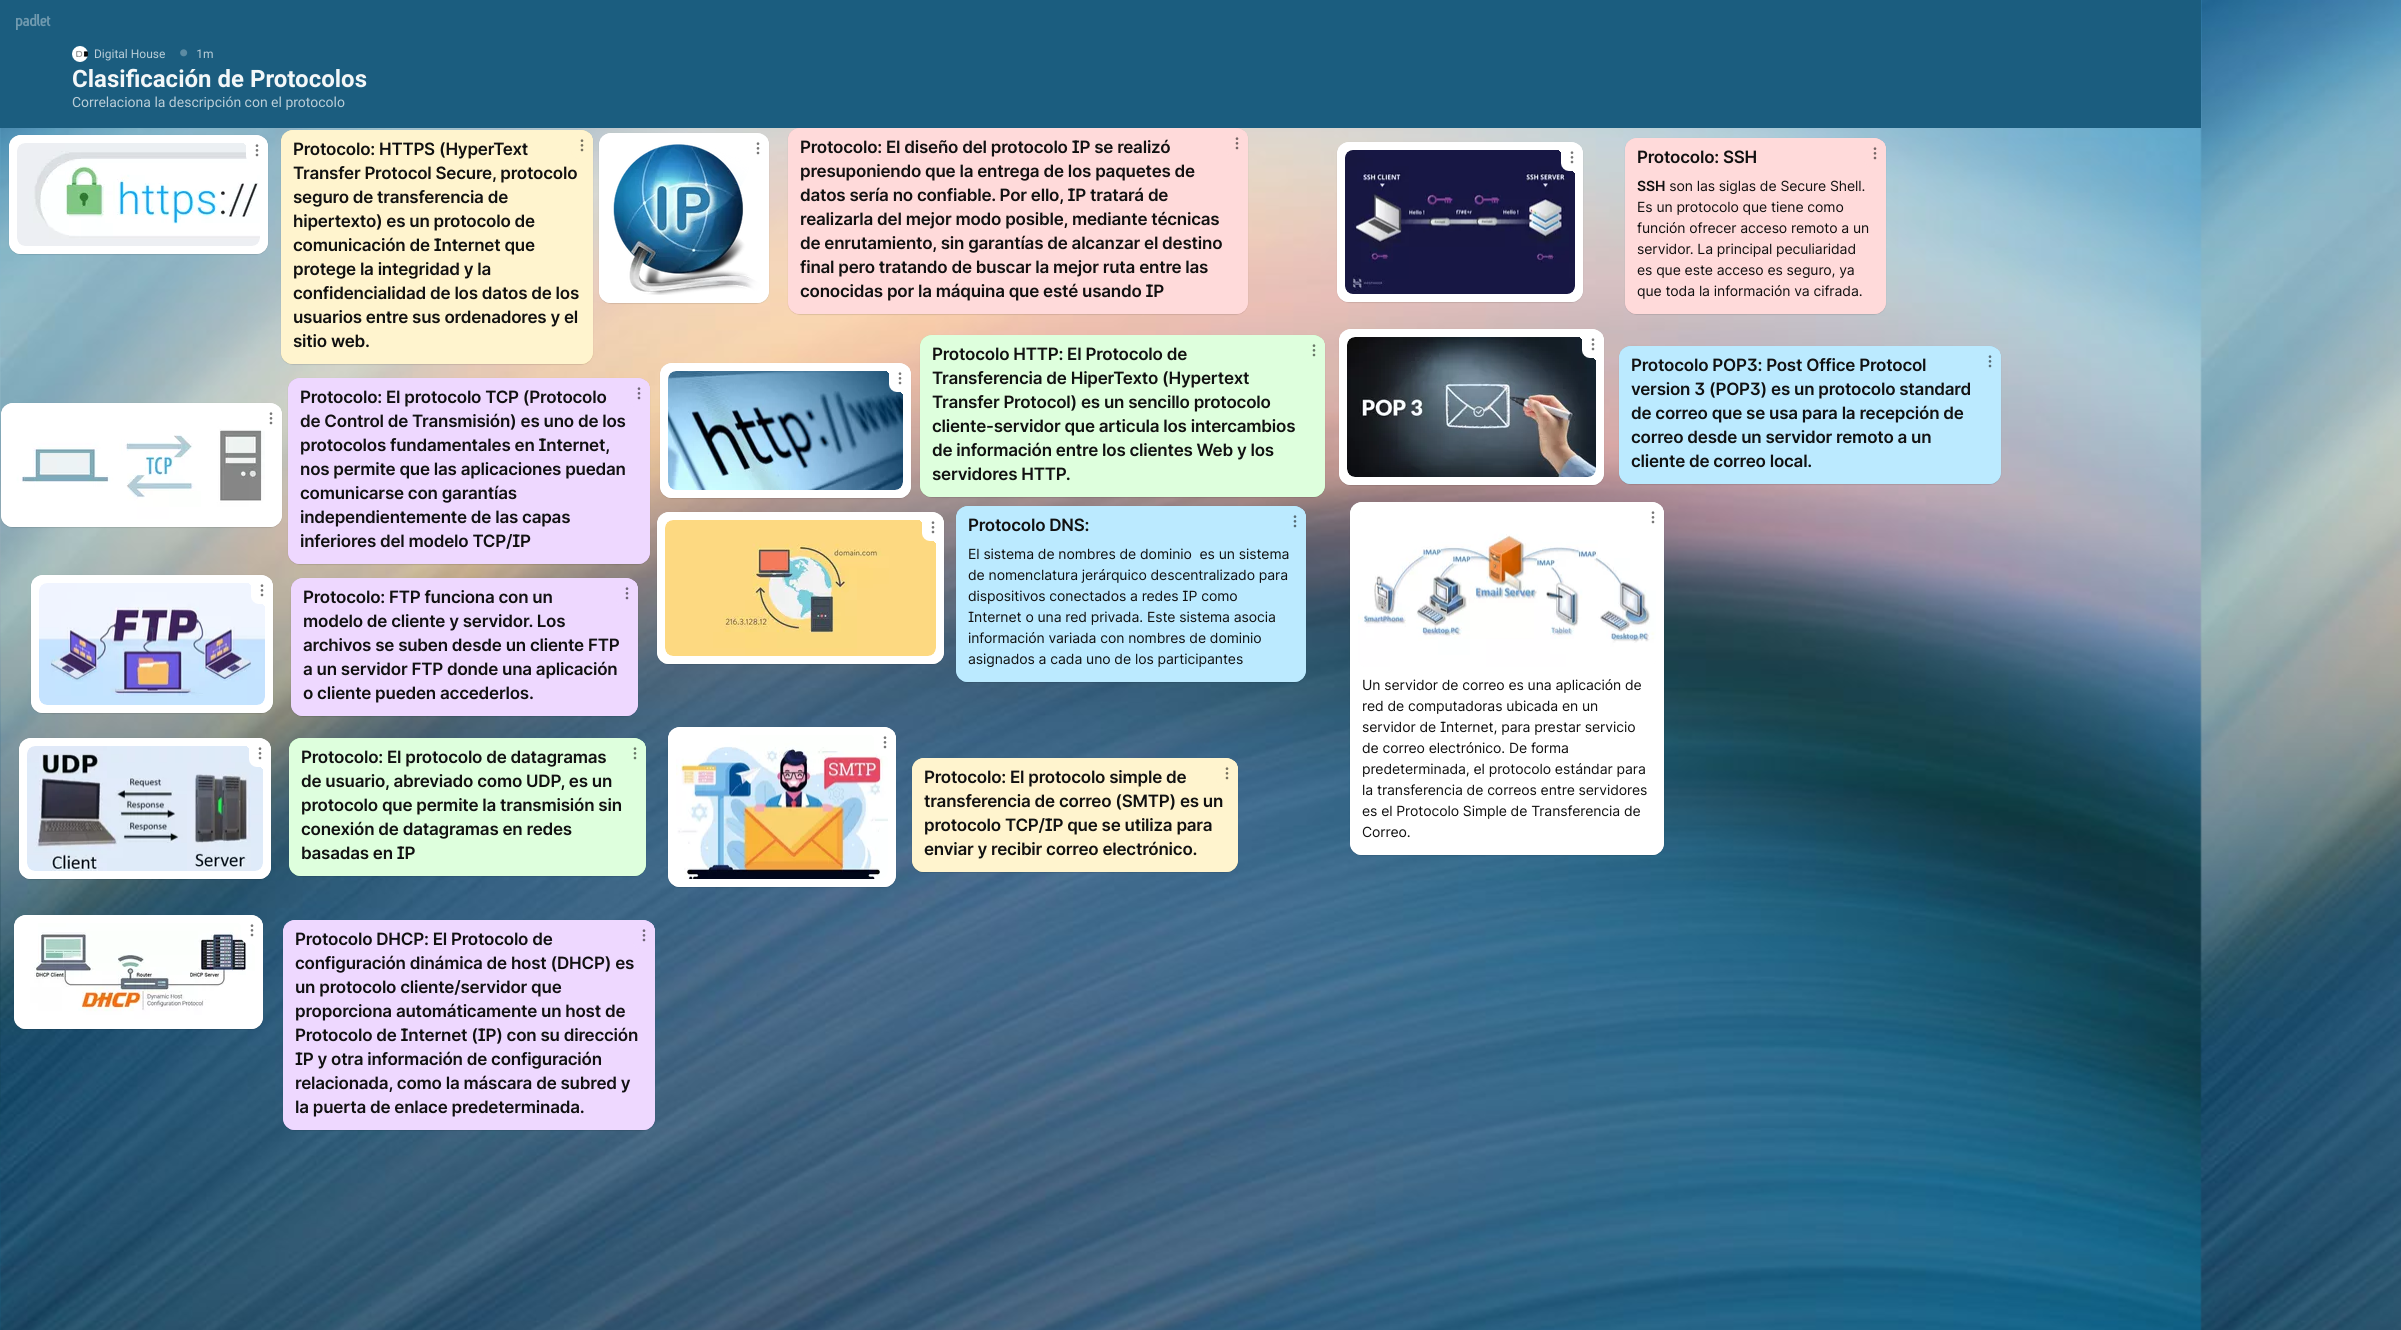 padlet
Digital House
1m
Clasificación de Protocolos
Correlaciona la descripción con el protocolo
https://
Protocolo: HTTPS (HyperText
Transfer Protocol Secure, protocolo
seguro de transferencia de
hipertexto) es un protocolo de
comunicación de Internet que
protege la integridad y la
confidencialidad de los datos de los
usuarios entre sus ordenadores y el
sitio web.
IP
Protocolo: El diseño del protocolo IP se realizó
presuponiendo que la entrega de los paquetes de
datos sería no confiable. Por ello, IP tratará de
realizarla del mejor modo posible, mediante técnicas
de enrutamiento, sin garantías de alcanzar el destino
final pero tratando de buscar la mejor ruta entre las
conocidas por la máquina que esté usando IP
SSH CLIENT
SSH SERVER
Hello !
Hello !
Protocolo: SSH
SSH son las siglas de Secure Shell.
Es un protocolo que tiene como
función ofrecer acceso remoto a un
servidor. La principal peculiaridad
es que este acceso es seguro, ya
que toda la información va cifrada.
TCP
Protocolo: El protocolo TCP (Protocolo
de Control de Transmisión) es uno de los
protocolos fundamentales en Internet,
nos permite que las aplicaciones puedan
comunicarse con garantías
independientemente de las capas
inferiores del modelo TCP/IP
http://www
Protocolo HTTP: El Protocolo de
Transferencia de HiperTexto (Hypertext
Transfer Protocol) es un sencillo protocolo
cliente-servidor que articula los intercambios
de información entre los clientes Web y los
servidores HTTP.
POP 3
Protocolo POP3: Post Office Protocol
version 3 (POP3) es un protocolo standard
de correo que se usa para la recepción de
correo desde un servidor remoto a un
cliente de correo local.
FTP
Protocolo: FTP funciona con un
modelo de cliente y servidor. Los
archivos se suben desde un cliente FTP
a un servidor FTP donde una aplicación
o cliente pueden accederlos.
domain.com
216.3.128.12
Protocolo DNS:
El sistema de nombres de dominio  es un sistema
de nomenclatura jerárquico descentralizado para
dispositivos conectados a redes IP como
Internet o una red privada. Este sistema asocia
información variada con nombres de dominio
asignados a cada uno de los participantes
IMAP
IMAP
IMAP
IMAP
Email Server
SmartPhone
Desktop PC
Tablet
Desktop PC
Un servidor de correo es una aplicación de
red de computadoras ubicada en un
servidor de Internet, para prestar servicio
de correo electrónico. De forma
predeterminada, el protocolo estándar para
la transferencia de correos entre servidores
es el Protocolo Simple de Transferencia de
Correo.
UDP
Request
Response
Response
Client
Server
Protocolo: El protocolo de datagramas
de usuario, abreviado como UDP, es un
protocolo que permite la transmisión sin
conexión de datagramas en redes
basadas en IP
SMTP
Protocolo: El protocolo simple de
transferencia de correo (SMTP) es un
protocolo TCP/IP que se utiliza para
enviar y recibir correo electrónico.
DHCP Client
Router
DHCP Server
DHCP
Dynamic Host
Configuration Protocol
Protocolo DHCP: El Protocolo de
configuración dinámica de host (DHCP) es
un protocolo cliente/servidor que
proporciona automáticamente un host de
Protocolo de Internet (IP) con su dirección
IP y otra información de configuración
relacionada, como la máscara de subred y
la puerta de enlace predeterminada.